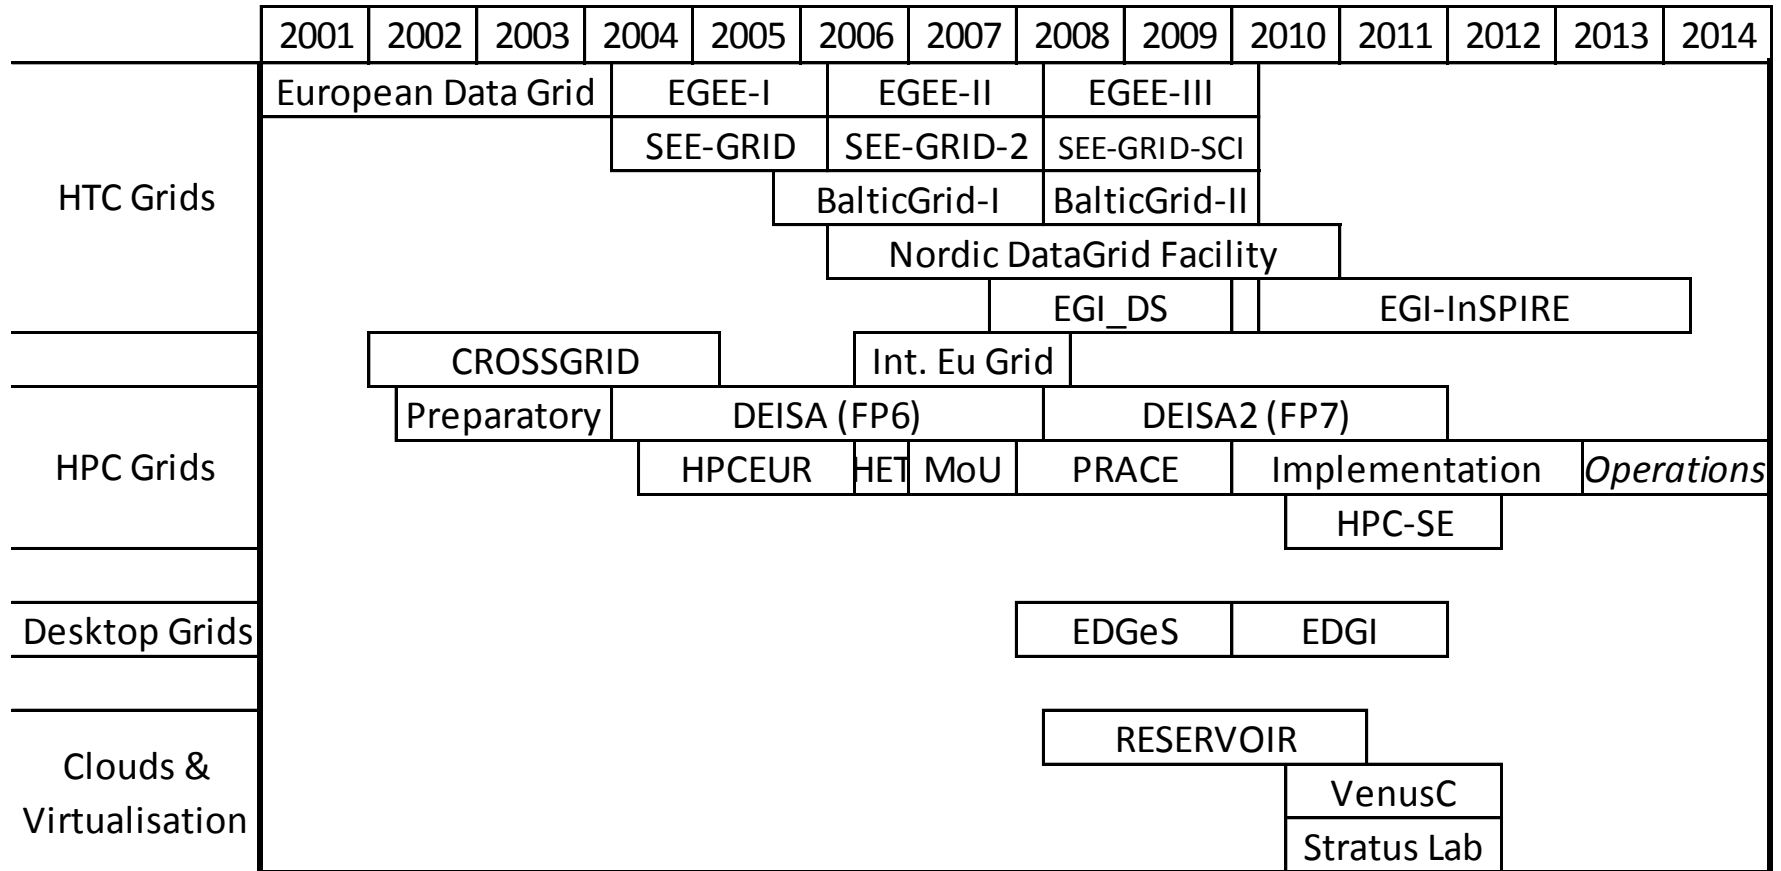 2001 2002 2003 2004 2005 2006 2007 2008 2009 2010 2011 2012 2013 2014
European Data Grid EGEE-I EGEE-II EGEE-III
SEE-GRID SEE-GRID-2 SEE-GRID-SCI
HTC Grids BalticGrid-I BalticGrid-II
Nordic DataGrid Facility
EGI_DS EGI-InSPIRE
CROSSGRID Int. Eu Grid
Preparatory DEISA (FP6) DEISA2 (FP7)
HPC Grids HPCEUR HET MoU PRACE Implementation Operations
HPC-SE
Desktop Grids EDGeS EDGI
RESERVOIR
Clouds &
Virtualisation
VenusC
Stratus Lab